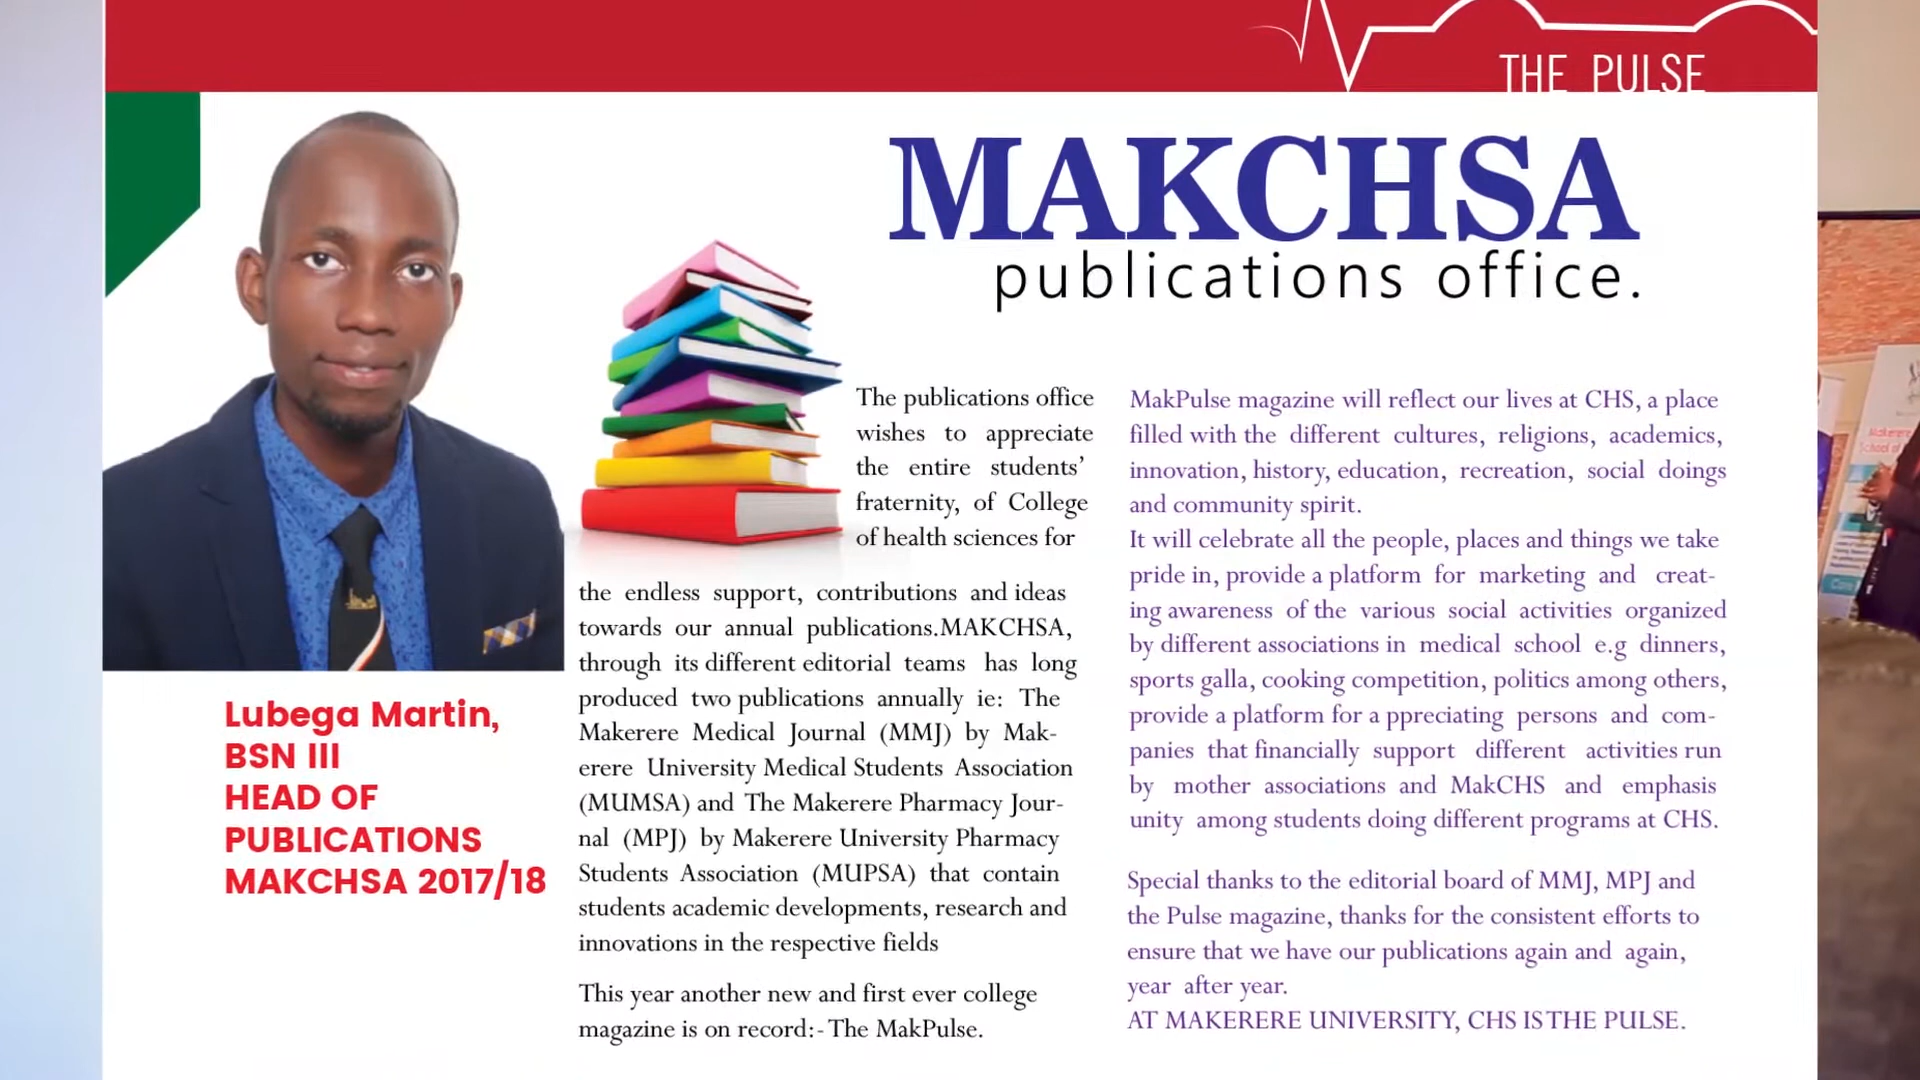 THE PULSE
MAKCHSA
publications office.
Lubega Martin,
BSN III
HEAD OF
PUBLICATIONS
MAKCHSA 2017/18
The publications office
wishes to appreciate
the entire students’
fraternity, of College
of health sciences for
the endless support, contributions and ideas
towards our annual publications.MAKCHSA,
through its different editorial teams has long
produced two publications annually ie: The
Makerere Medical Journal (MMJ) by Mak-
erere University Medical Students Association
(MUMSA) and The Makerere Pharmacy Jour-
nal (MPJ) by Makerere University Pharmacy
Students Association (MUPSA) that contain
students academic developments, research and
innovations in the respective fields
This year another new and first ever college
magazine is on record:- The MakPulse.
MakPulse magazine will reflect our lives at CHS, a place
filled with the different cultures, religions, academics,
innovation, history, education, recreation, social doings
and community spirit.
It will celebrate all the people, places and things we take
pride in, provide a platform for marketing and creat-
ing awareness of the various social activities organized
by different associations in medical school e.g dinners,
sports galla, cooking competition, politics among others,
provide a platform for a ppreciating persons and com-
panies that financially support different activities run
by mother associations and MakCHS and emphasis
unity among students doing different programs at CHS.
Special thanks to the editorial board of MMJ, MPJ and
the Pulse magazine, thanks for the consistent efforts to
ensure that we have our publications again and again,
year after year.
AT MAKERERE UNIVERSITY, CHS IS THE PULSE.